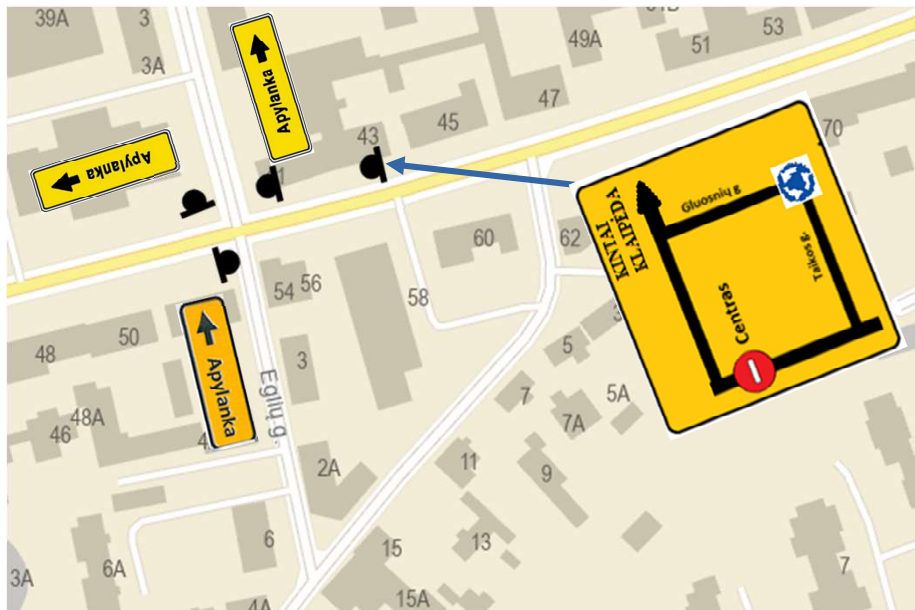 39A
3
3A
49A
51
53
47
45
43
70
Apylanka
Apylanka
60
62
58
56
54
50
48
48A
46
3
Eglių g.
Apylanka
KINTAI
KLAIPĖDA
Gluosnių g
Taikos g.
Centras
5
7
5A
7A
2A
11
9
6
6A
3A
15
13
15A
4A
7